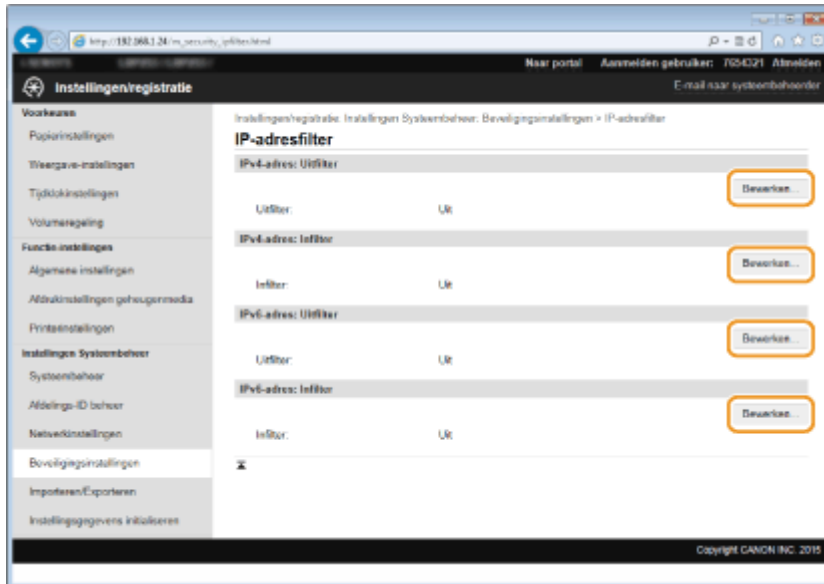 http://192.168.1.24/m_security_ipfilter.html
Naar portal Aanmelden gebruiker: 7654321 Afmelden
Instellingen/registratie
E-mail naar systeembeheerder
Voorkeuren
Papierinstellingen
Weergave-instellingen
Tijdklokinstellingen
Volumeregeling
Functie-instellingen
Algemene instellingen
Afdrukinstellingen geheugenmedia
Printerinstellingen
Instellingen Systeembeheer
Systeembeheer
Afdelings-ID beheer
Netwerkinstellingen
Beveiligingsinstellingen
Importeren/Exporteren
Instellingsgegevens initialiseren
Instellingen/registratie: Instellingen Systeembeheer: Beveiligingsinstellingen > IP-adresfilter
IP-adresfilter
IPv4-adres: Uitfilter
Bewerken...
Uitfilter: Uit
IPv4-adres: Infilter
Bewerken...
Infilter: Uit
IPv6-adres: Uitfilter
Bewerken...
Uitfilter: Uit
IPv6-adres: Infilter
Bewerken...
Infilter: Uit
Copyright CANON INC. 2015